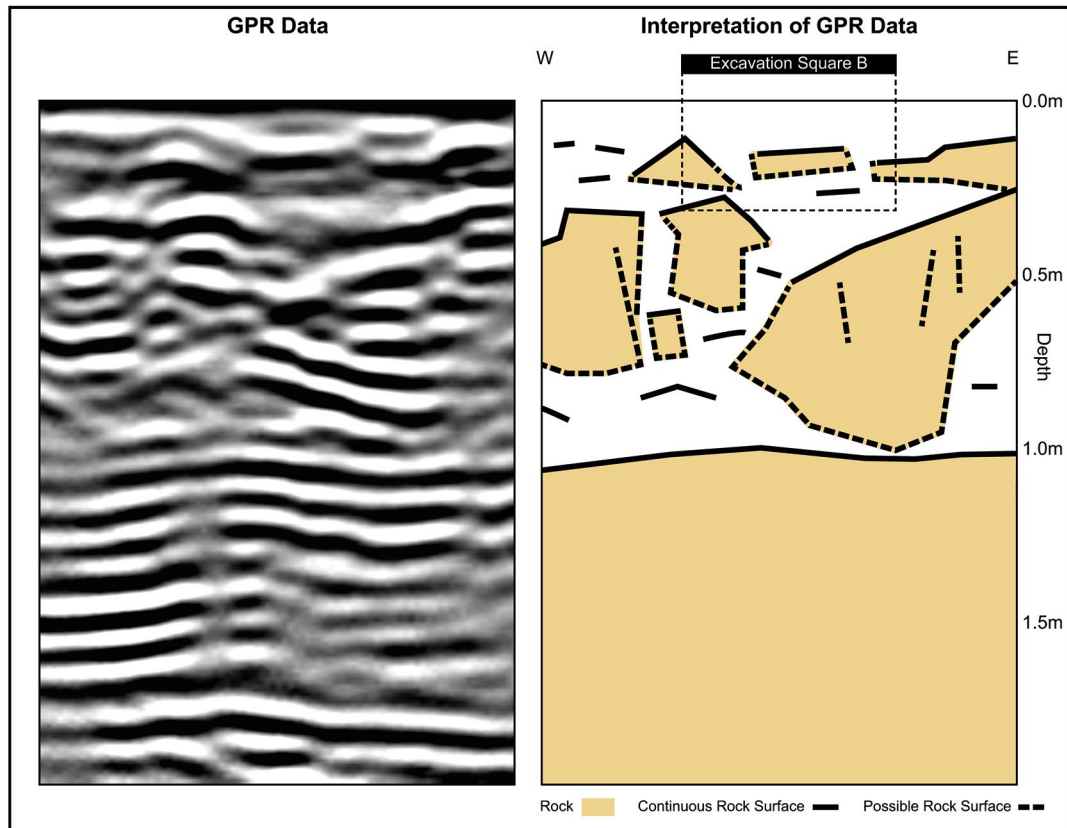 GPR Data
Interpretation of GPR Data
W
Excavation Square B
E
0.0m
0.5m
Depth
1.0m
1.5m
Rock
Continuous Rock Surface
Possible Rock Surface